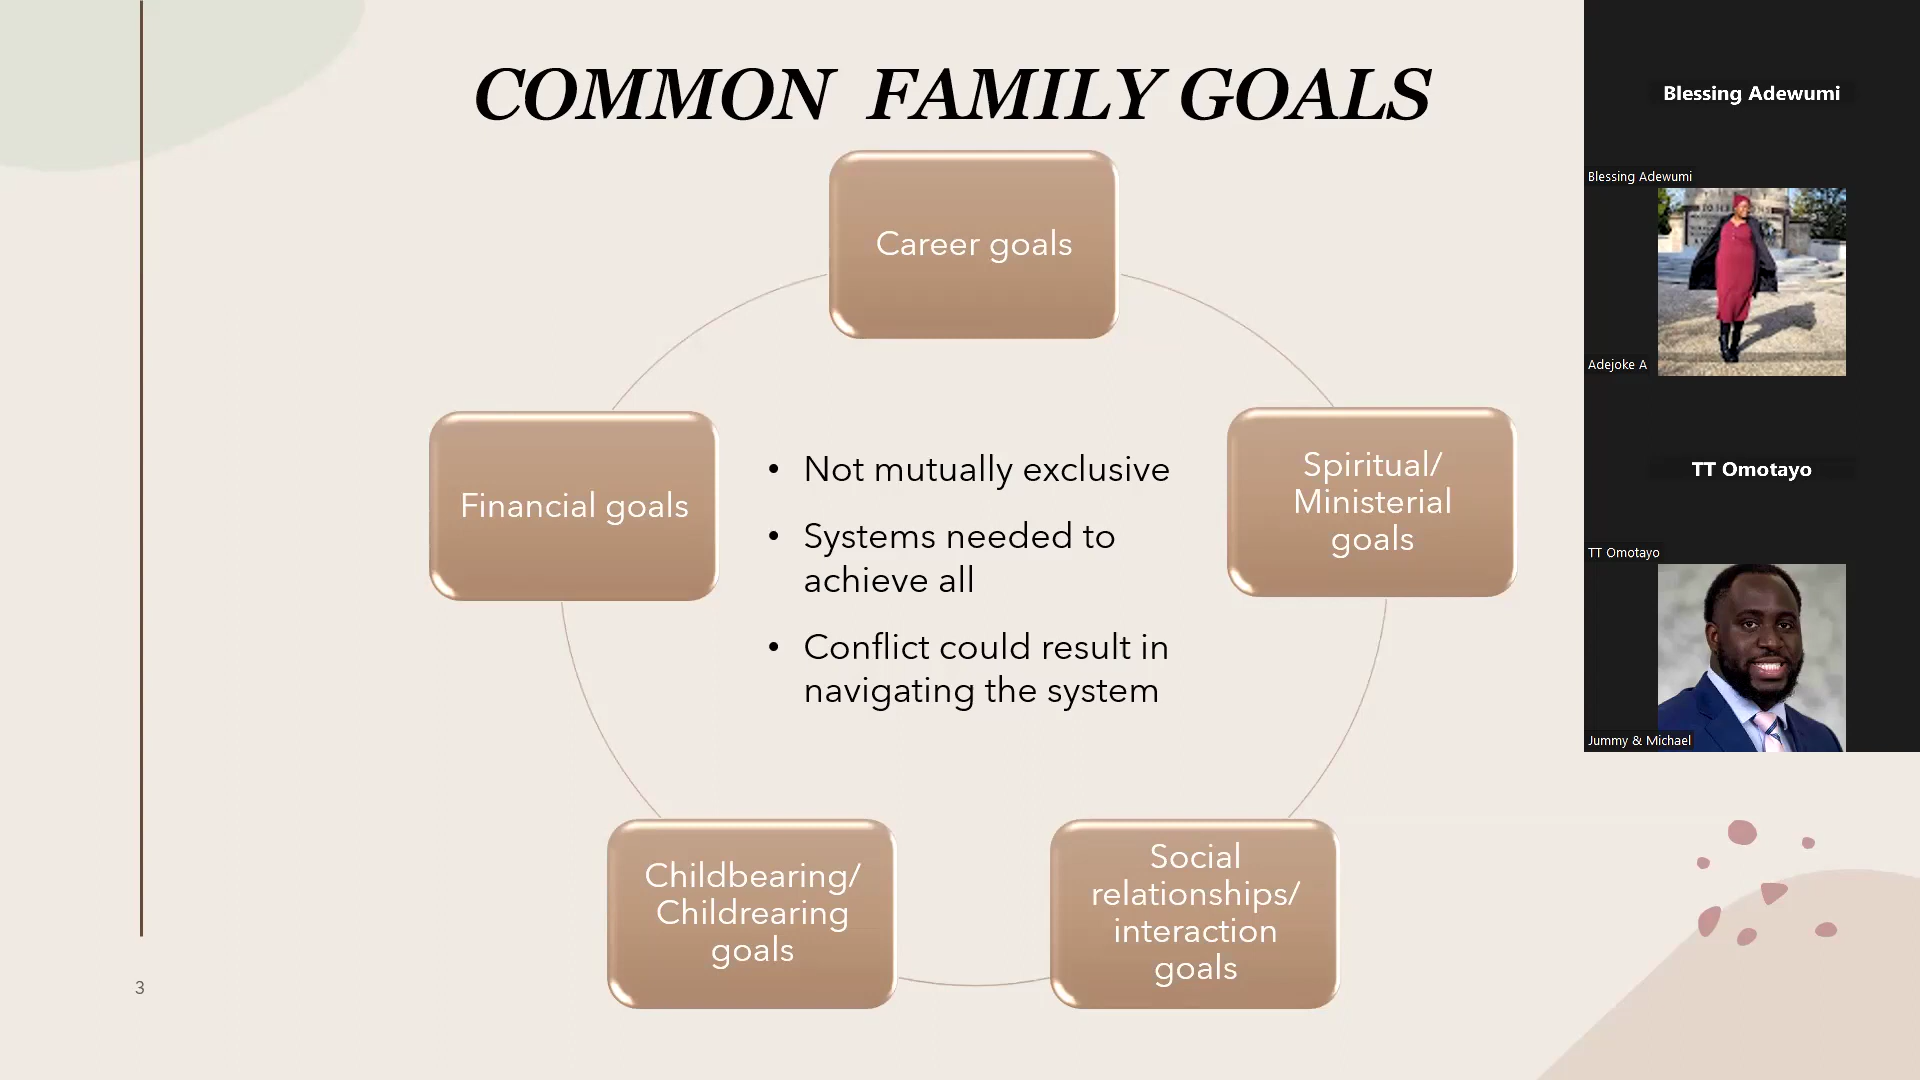 COMMON FAMILY GOALS
Career goals
Financial goals
• Not mutually exclusive
• Systems needed to
achieve all
• Conflict could result in
navigating the system
Spiritual/
Ministerial
goals
Childbearing/
Childrearing
goals
Social
relationships/
interaction
goals
3
Blessing Adewumi
Blessing Adewumi
Adejoke A
TT Omotayo
TT Omotayo
Jummy & Michael